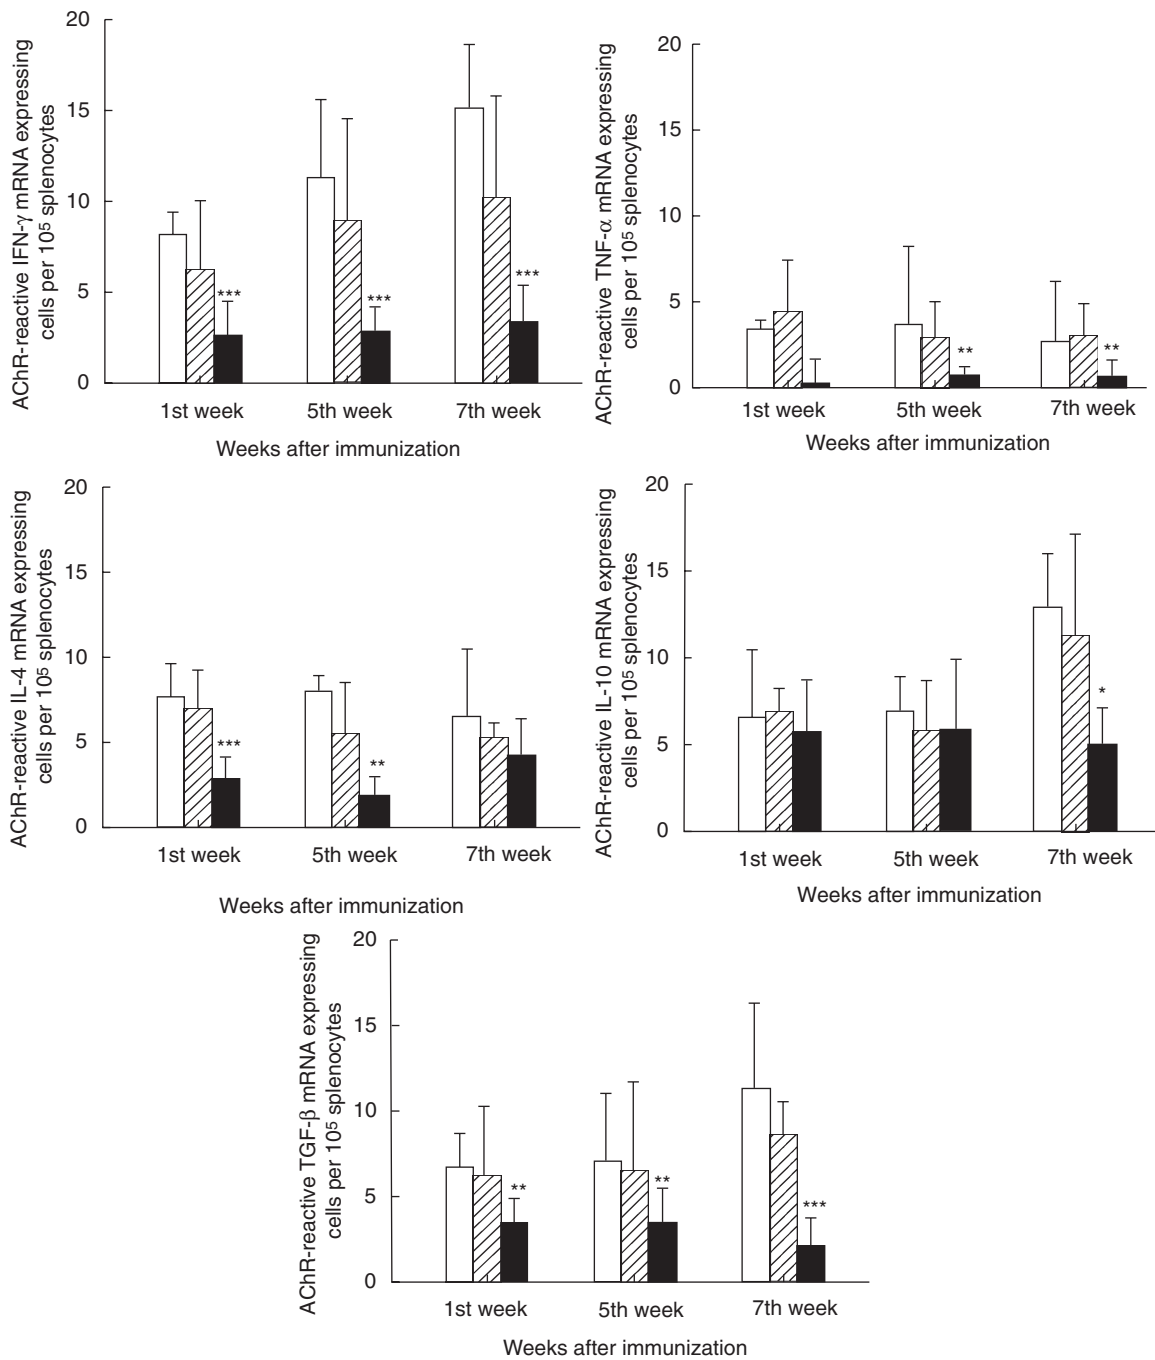 AChR-reactive IFN-γ mRNA expressing
cells per 10⁵ splenocytes
20
15
10
5
0
***
***
***
1st week
5th week
7th week
Weeks after immunization
AChR-reactive TNF-α mRNA expressing
cells per 10⁵ splenocytes
20
15
10
5
0
**
**
1st week
5th week
7th week
Weeks after immunization
AChR-reactive IL-4 mRNA expressing
cells per 10⁵ splenocytes
20
15
10
5
0
***
**
1st week
5th week
7th week
Weeks after immunization
AChR-reactive IL-10 mRNA expressing
cells per 10⁵ splenocytes
20
15
10
5
0
*
1st week
5th week
7th week
Weeks after immunization
AChR-reactive TGF-β mRNA expressing
cells per 10⁵ splenocytes
20
15
10
5
0
**
**
***
1st week
5th week
7th week
Weeks after immunization